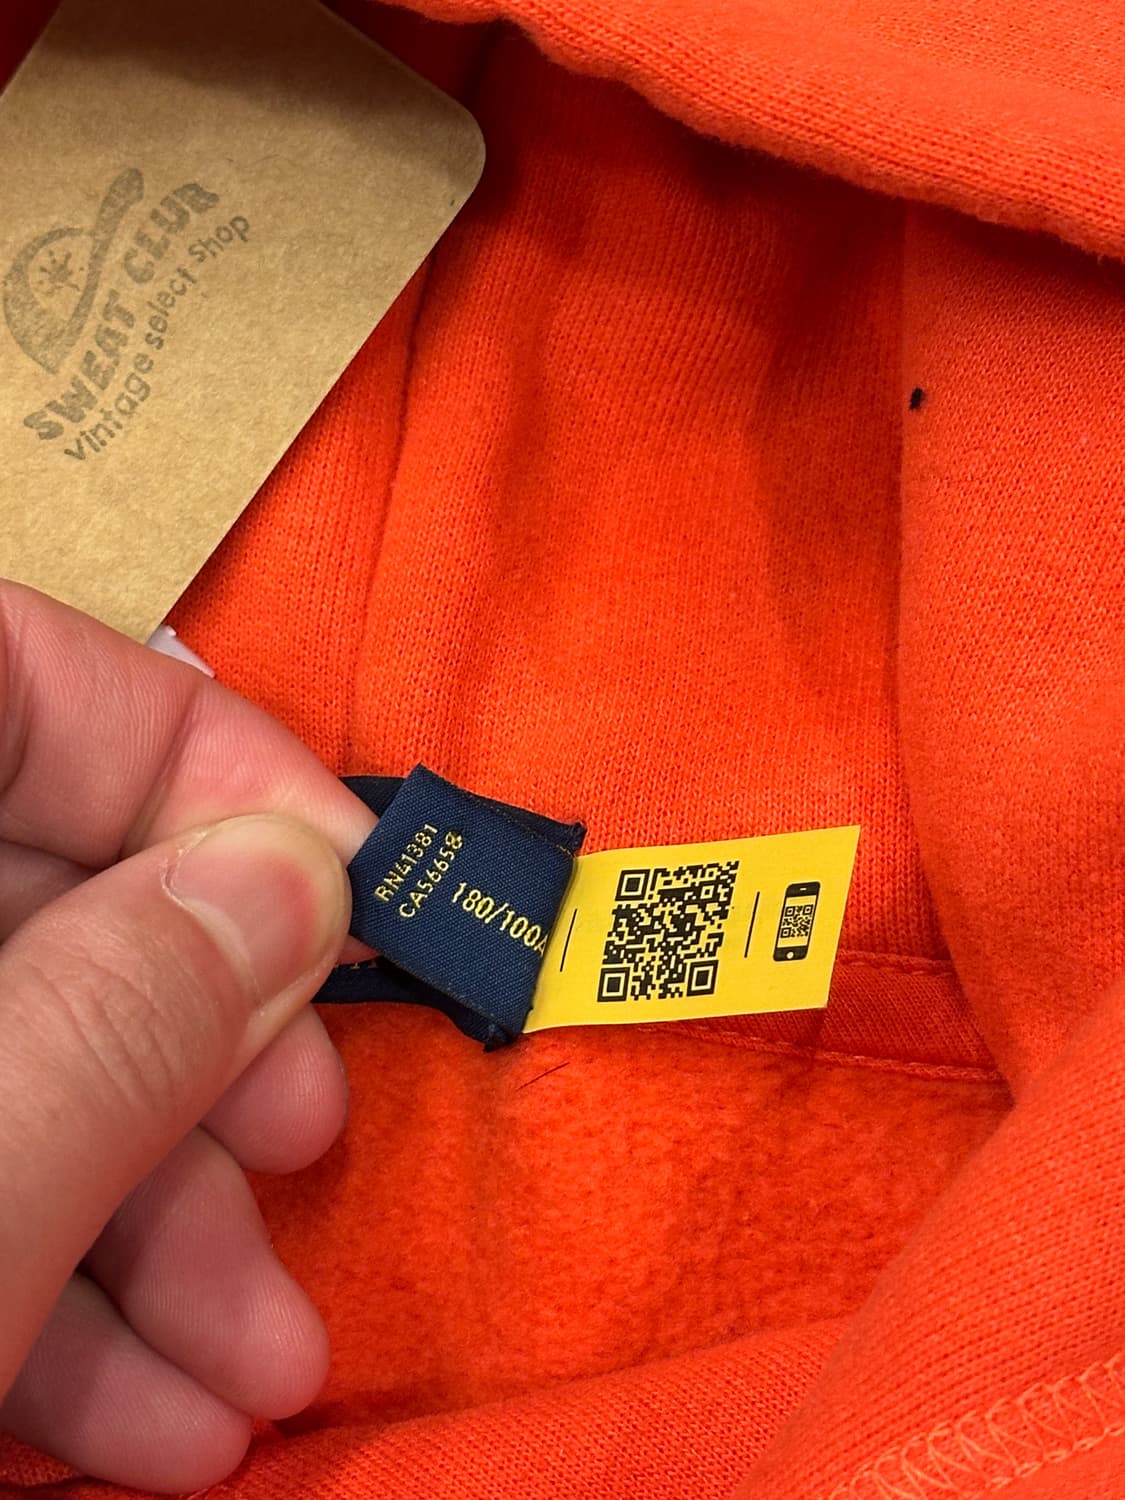 SWEAT CLUB
Vintage select Shop
RN41381
CA56658
180/100A